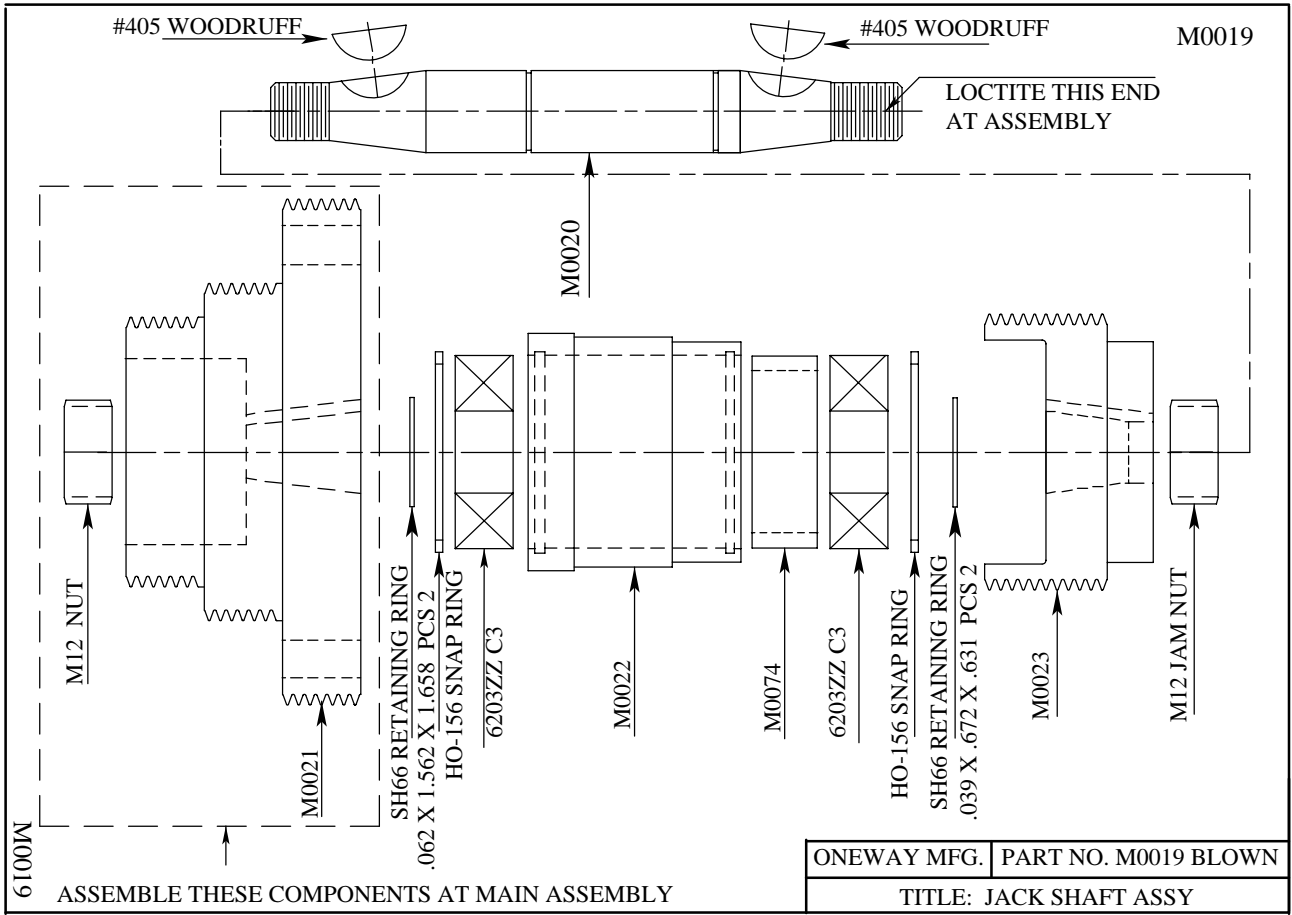 #405 WOODRUFF
#405 WOODRUFF
M0019
LOCTITE THIS END
AT ASSEMBLY
M0020
M12 NUT
M0021
SH66 RETAINING RING
.062 X 1.562 X 1.658 PCS 2
HO-156 SNAP RING
6203ZZ C3
M0022
M0074
6203ZZ C3
HO-156 SNAP RING
SH66 RETAINING RING
.039 X .672 X .631 PCS 2
M0023
M12 JAM NUT
M0019
ASSEMBLE THESE COMPONENTS AT MAIN ASSEMBLY
ONEWAY MFG.
PART NO. M0019 BLOWN
TITLE: JACK SHAFT ASSY